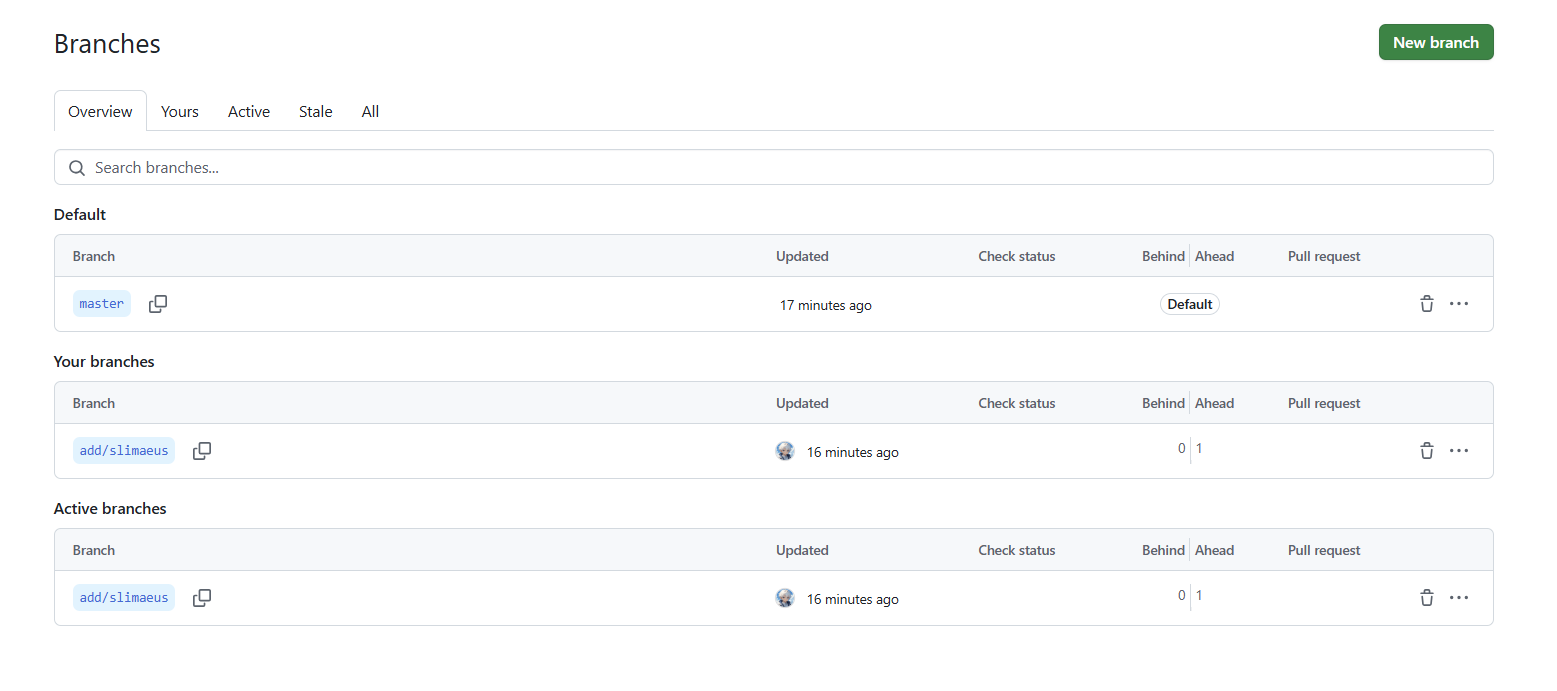 Branches
New branch
Overview Yours Active Stale All
Search branches...
Default
Branch Updated Check status Behind Ahead Pull request
master 17 minutes ago Default
Your branches
Branch Updated Check status Behind Ahead Pull request
add/slimaeus 16 minutes ago 0 1
Active branches
Branch Updated Check status Behind Ahead Pull request
add/slimaeus 16 minutes ago 0 1